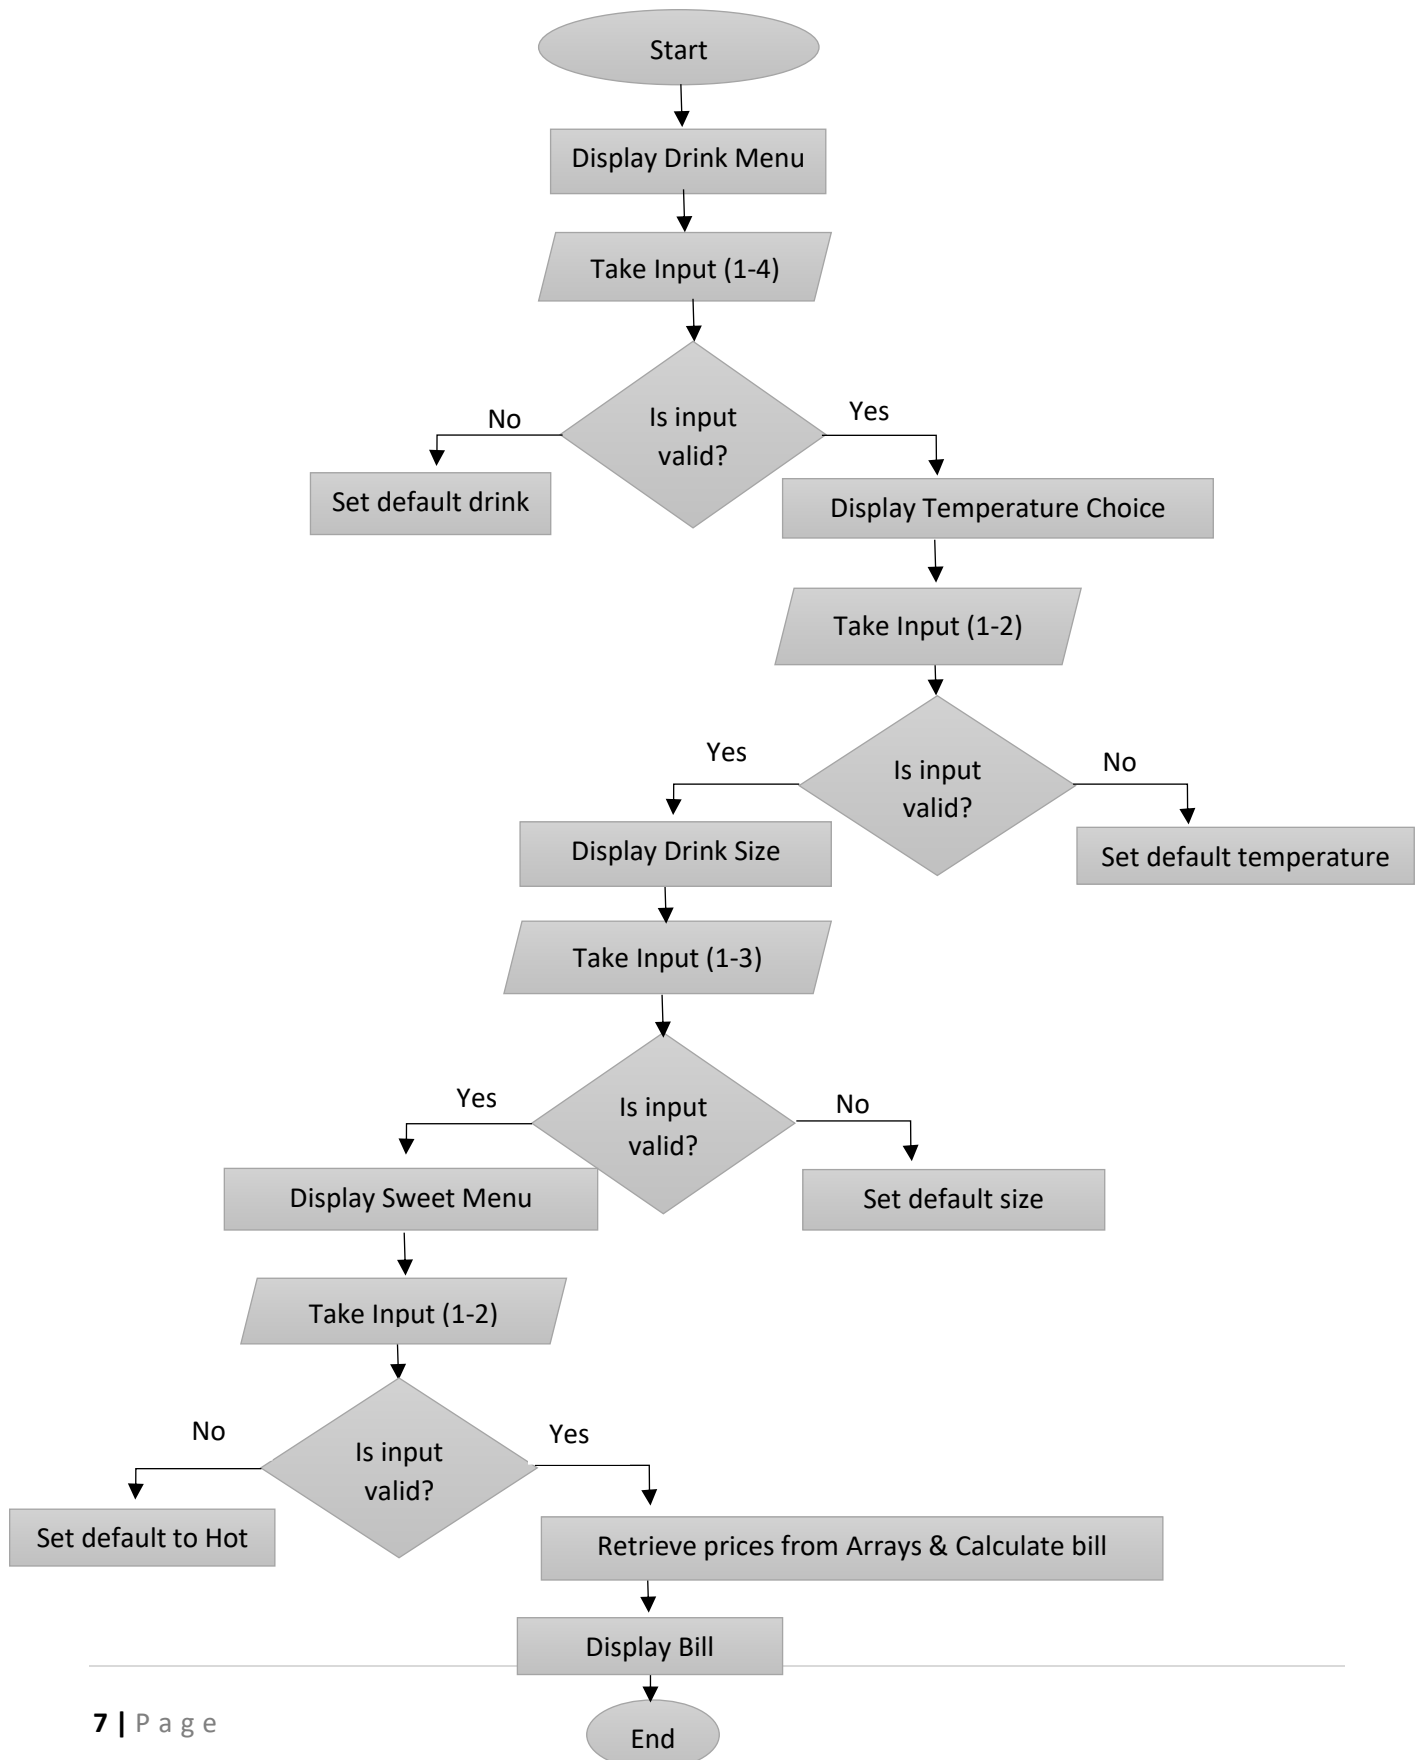 Start
Display Drink Menu
Take Input (1-4)
No
Is input
valid?
Yes
Set default drink
Display Temperature Choice
Take Input (1-2)
Yes
Is input
valid?
No
Display Drink Size
Set default temperature
Take Input (1-3)
Yes
Is input
valid?
No
Display Sweet Menu
Set default size
Take Input (1-2)
No
Is input
valid?
Yes
Set default to Hot
Retrieve prices from Arrays & Calculate bill
Display Bill
7 | Page
End